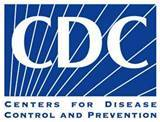 CDC
CENTERS FOR DISEASE
CONTROL AND PREVENTION